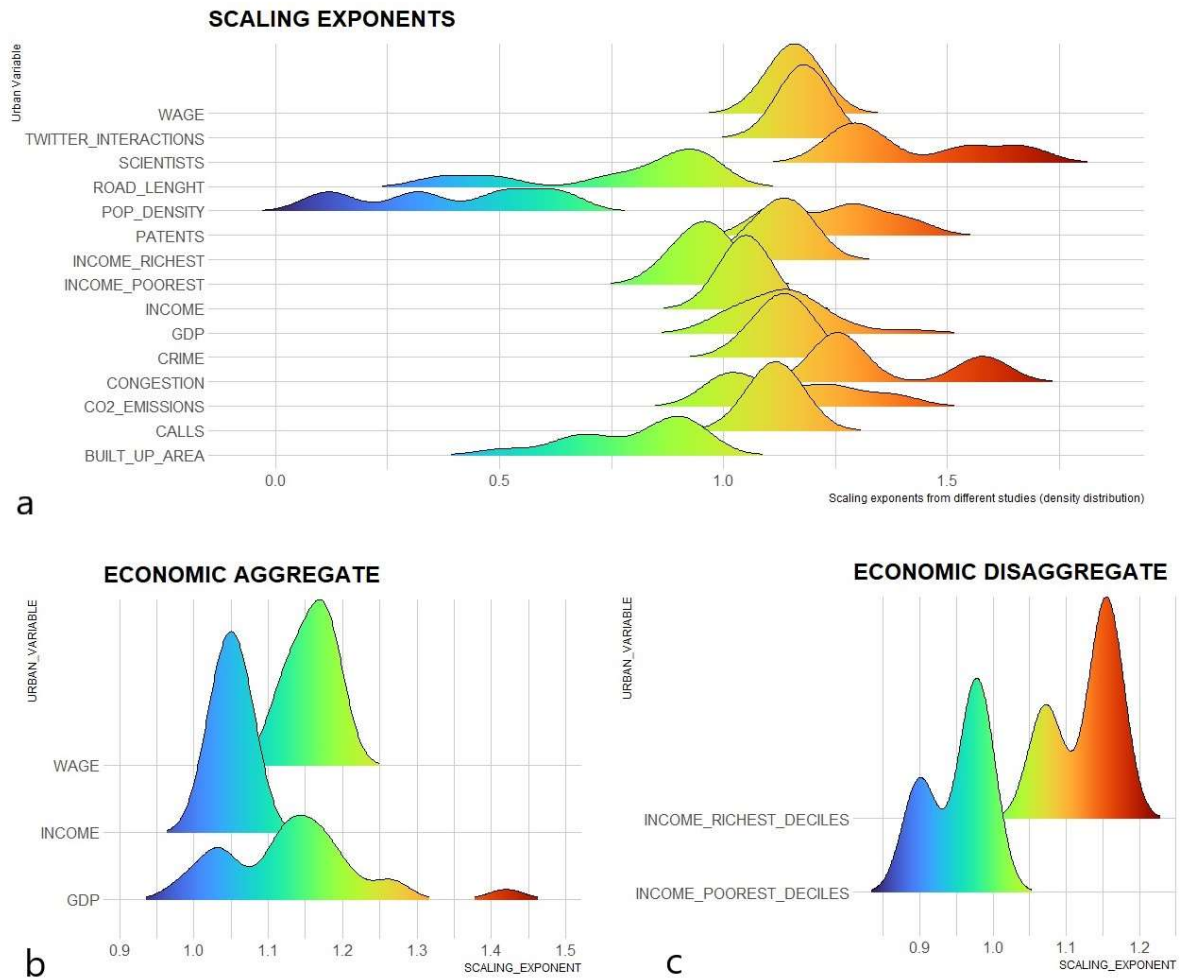 SCALING EXPONENTS
Urban Variable
WAGE
TWITTER_INTERACTIONS
SCIENTISTS
ROAD_LENGHT
POP_DENSITY
PATENTS
INCOME_RICHEST
INCOME_POOREST
INCOME
GDP
CRIME
CONGESTION
CO2_EMISSIONS
CALLS
BUILT_UP_AREA
0.0 0.5 1.0 1.5
Scaling exponents from different studies (density distribution)
a
ECONOMIC AGGREGATE
URBAN_VARIABLE
WAGE
INCOME
GDP
0.9 1.0 1.1 1.2 1.3 1.4 1.5
SCALING_EXPONENT
b
ECONOMIC DISAGGREGATE
URBAN_VARIABLE
INCOME_RICHEST_DECILES
INCOME_POOREST_DECILES
0.9 1.0 1.1 1.2
SCALING_EXPONENT
c